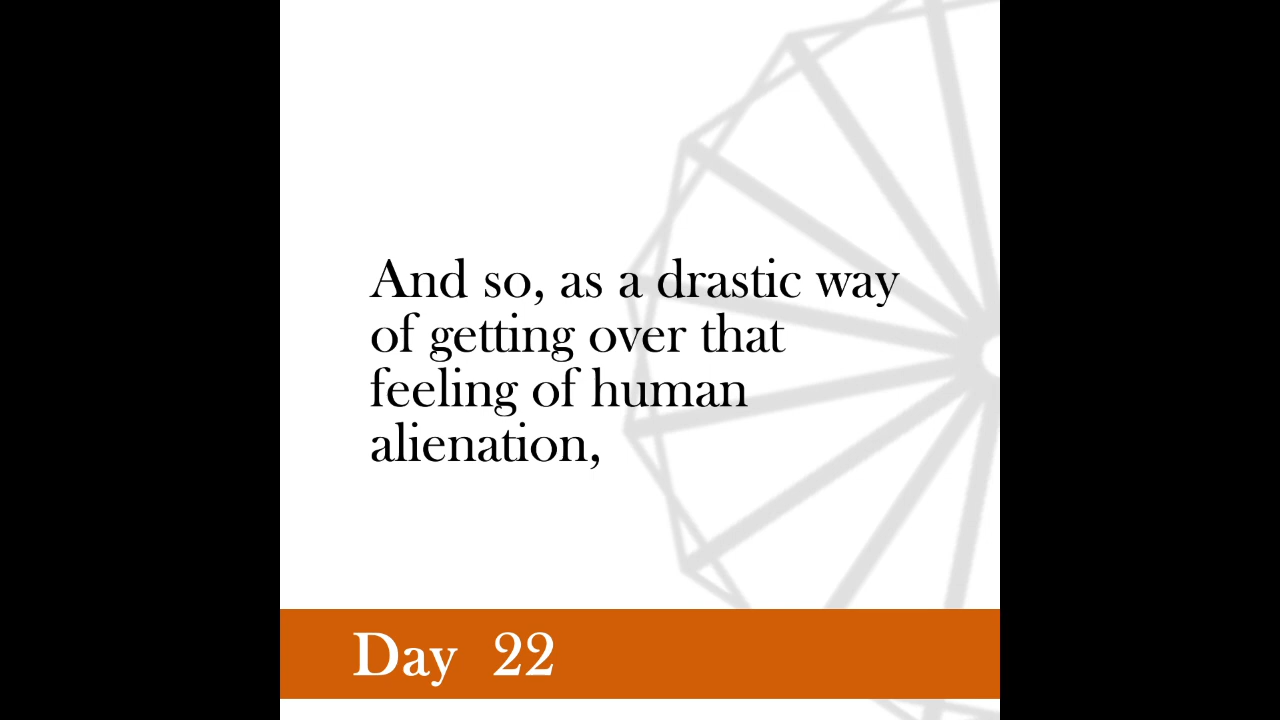 And so, as a drastic way
of getting over that
feeling of human
alienation,
Day 22